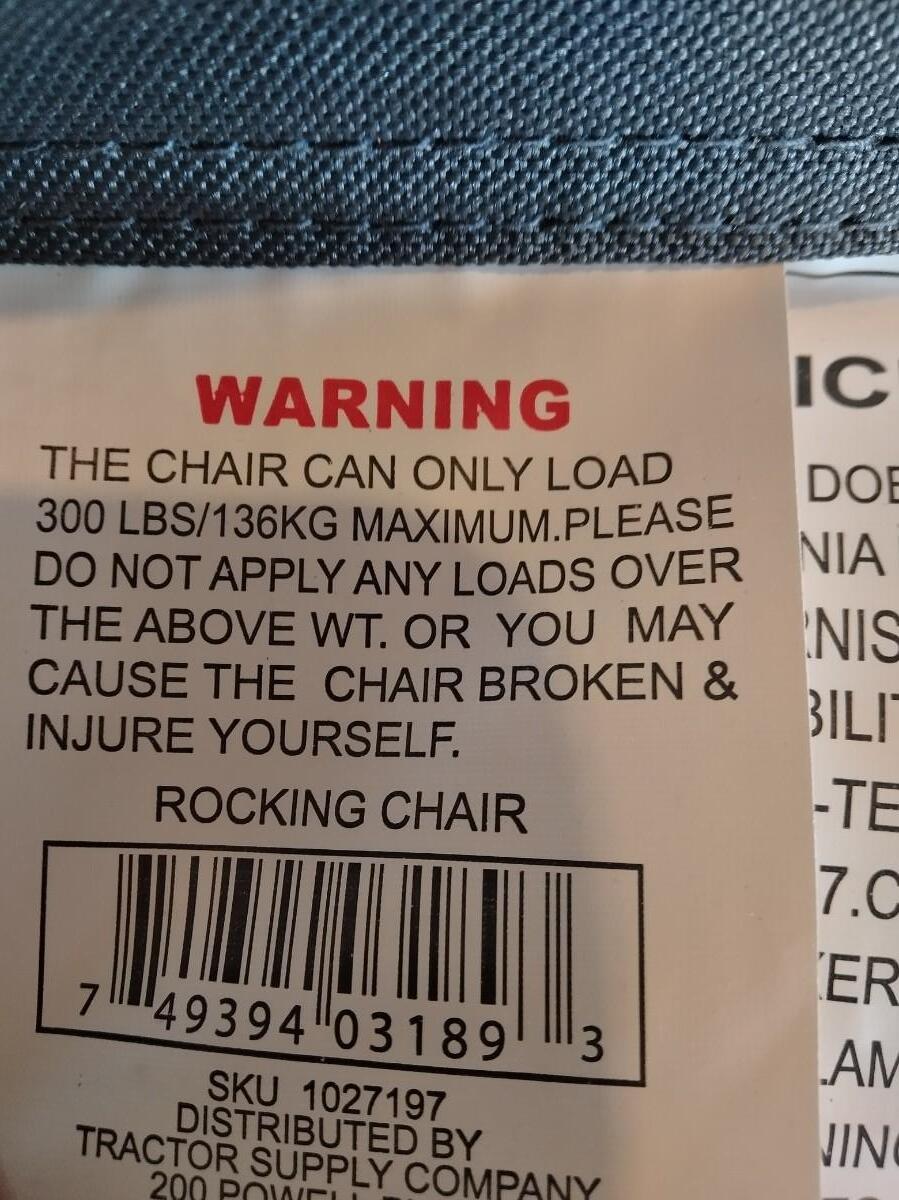 WARNING
THE CHAIR CAN ONLY LOAD
300 LBS/136KG MAXIMUM.PLEASE
DO NOT APPLY ANY LOADS OVER
THE ABOVE WT. OR YOU MAY
CAUSE THE CHAIR BROKEN &
INJURE YOURSELF.
ROCKING CHAIR
7 49394 03189 3
SKU 1027197
DISTRIBUTED BY
TRACTOR SUPPLY COMPANY
200